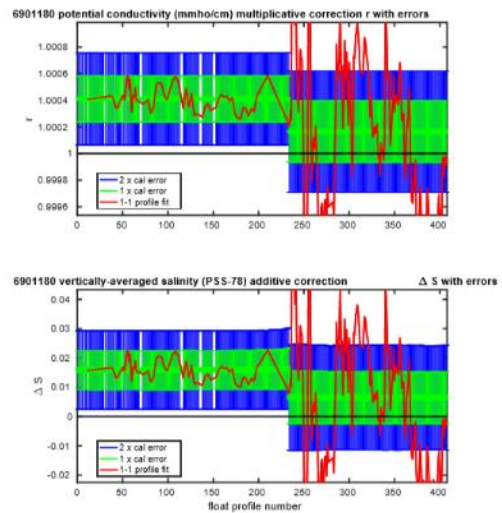 6901180 potential conductivity (mmho/cm) multiplicative correction r with errors
1.0008
1.0006
1.0004
1.0002
1
0.9998
0.9996
r
2 x cal error
1 x cal error
1-1 profile fit
0 50 100 150 200 250 300 350 400
6901180 vertically-averaged salinity (PSS-78) additive correction Δ S with errors
0.04
0.03
0.02
0.01
0
-0.01
-0.02
Δ S
2 x cal error
1 x cal error
1-1 profile fit
0 50 100 150 200 250 300 350 400
float profile number